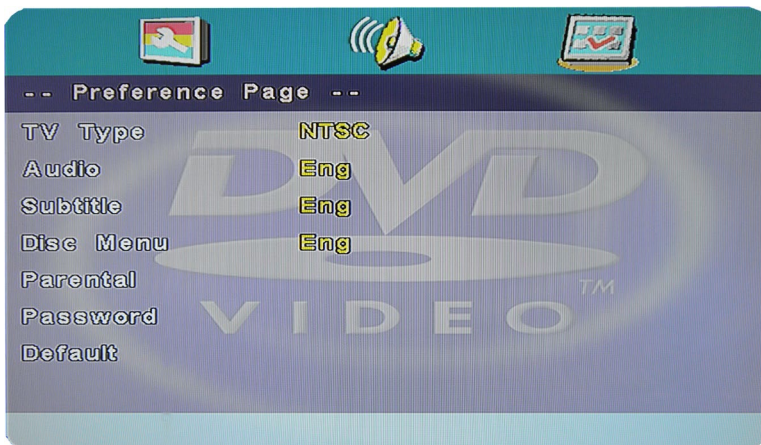 -- Preference Page --
TV Type NTSC
Audio Eng
Subtitle Eng
Disc Menu Eng
Parental
Password
Default
DVD
VIDEO
TM